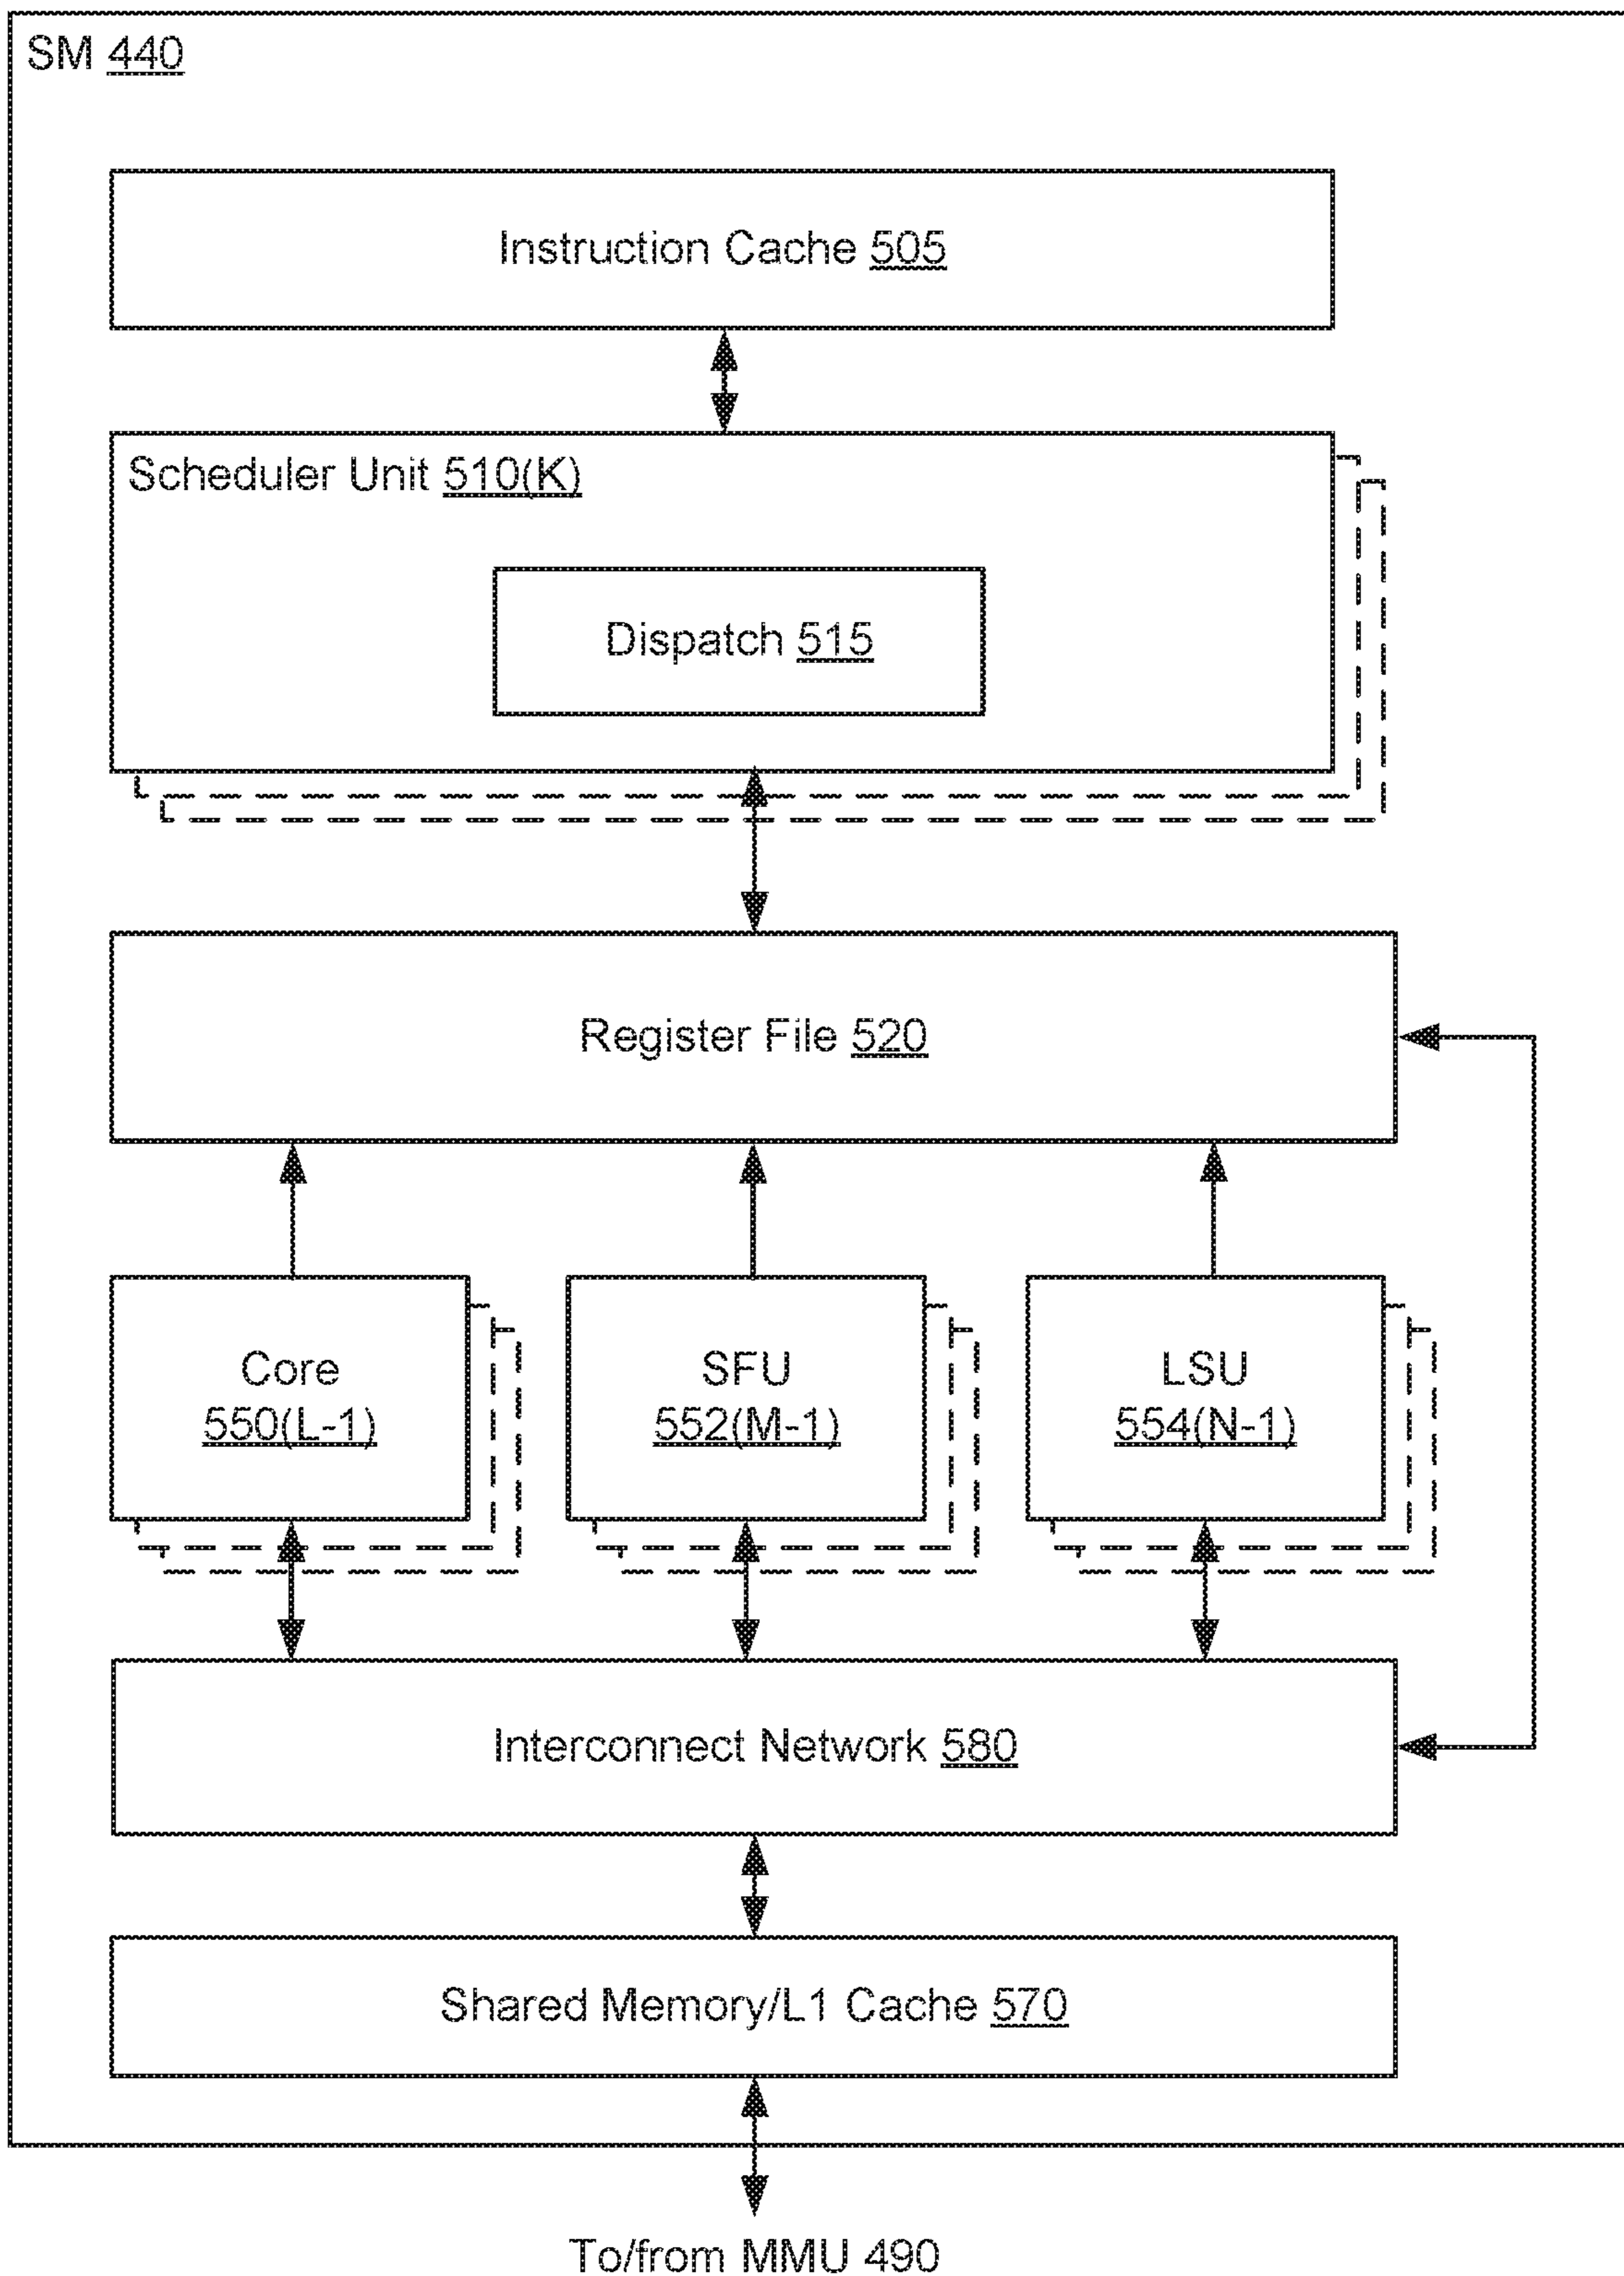 SM 440
Instruction Cache 505
Scheduler Unit 510(K)
Dispatch 515
Register File 520
Core
550(L-1)
SFU
552(M-1)
LSU
554(N-1)
Interconnect Network 580
Shared Memory/L1 Cache 570
To/from MMU 490